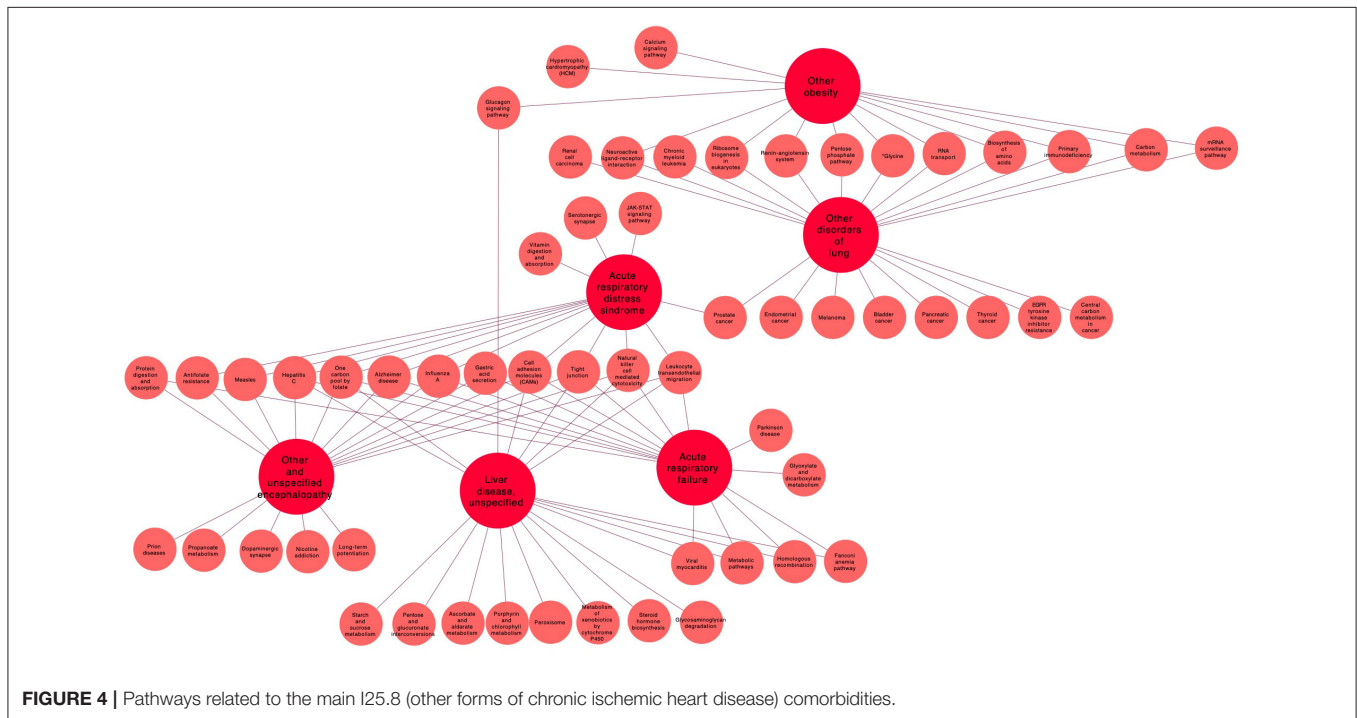 Calcium
signaling
pathway
Hypertrophic
cardiomyopathy
(HCM)
Other
obesity
Glucagon
signaling
pathway
Renal
cell
carcinoma
Neuroactive
ligand-receptor
interaction
Chronic
myeloid
leukemia
Ribosome
biogenesis
in
eukaryotes
Renin-angiotensin
system
Pentose
phosphate
pathway
*Glycine
RNA
transport
Biosynthesis
of
amino
acids
Primary
immunodeficiency
Carbon
metabolism
mRNA
surveillance
pathway
Serotonergic
synapse
JAK-STAT
signaling
pathway
Other
disorders
of
lung
Vitamin
digestion
and
absorption
Acute
respiratory
distress
sindrome
Prostate
cancer
Endometrial
cancer
Melanoma
Bladder
cancer
Pancreatic
cancer
Thyroid
cancer
EGFR
tyrosine
kinase
inhibitor
resistance
Central
carbon
metabolism
in
cancer
Protein
digestion
and
absorption
Antifolate
resistance
Measles
Hepatitis
C
One
carbon
pool by
folate
Alzheimer
disease
Influenza
A
Gastric
acid
secretion
Cell
adhesion
molecules
(CAMs)
Tight
junction
Natural
killer
cell
mediated
cytotoxicity
Leukocyte
transendothelial
migration
Parkinson
disease
Other
and
unspecified
encephalopathy
Liver
disease,
unspecified
Acute
respiratory
failure
Glyoxylate
and
dicarboxylate
metabolism
Prion
diseases
Propanoate
metabolism
Dopaminergic
synapse
Nicotine
addiction
Long-term
potentiation
Viral
myocarditis
Metabolic
pathways
Homologous
recombination
Fanconi
anemia
pathway
Starch
and
sucrose
metabolism
Pentose
and
glucuronate
interconversions
Ascorbate
and
aldarate
metabolism
Porphyrin
and
chlorophyll
metabolism
Peroxisome
Metabolism
of
xenobiotics
by
cytochrome
P450
Steroid
hormone
biosynthesis
Glycosaminoglycan
degradation
FIGURE 4 | Pathways related to the main I25.8 (other forms of chronic ischemic heart disease) comorbidities.